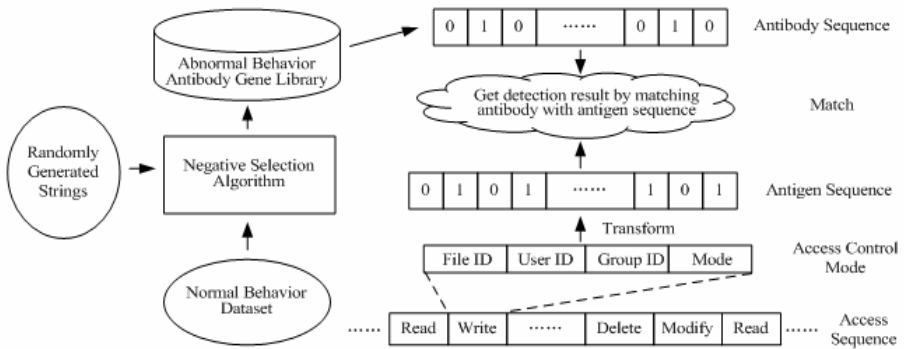 0 1 0 …… 0 1 0
Antibody Sequence
Abnormal Behavior
Antibody Gene Library
Get detection result by matching
antibody with antigen sequence
Match
Randomly
Generated
Strings
Negative Selection
Algorithm
0 1 0 1 …… 1 0 1
Antigen Sequence
Transform
File ID User ID Group ID Mode
Access Control
Mode
Normal Behavior
Dataset
…… Read Write …… Delete Modify Read ……
Access
Sequence